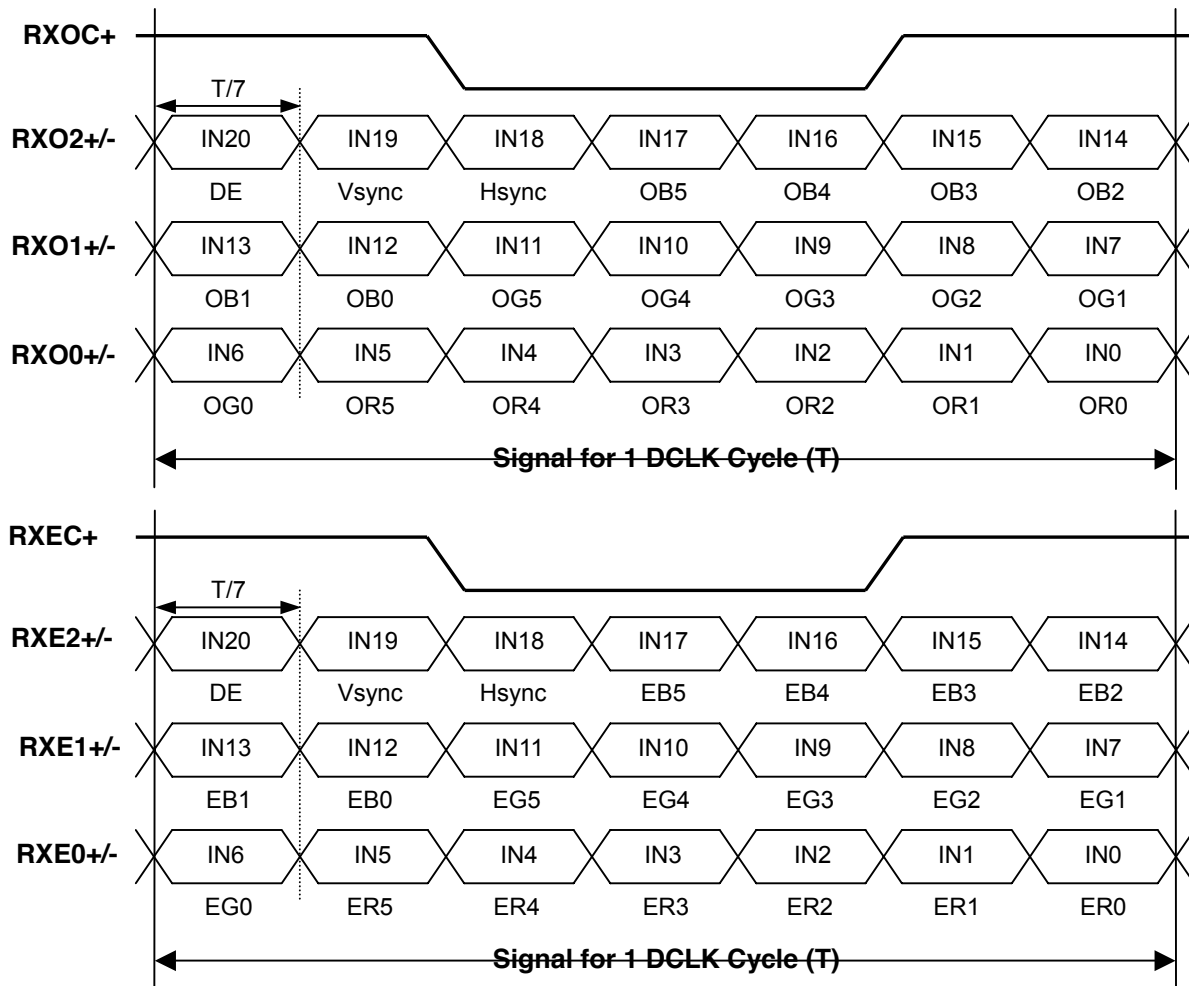 RXOC+
T/7
RXO2+/- IN20 IN19 IN18 IN17 IN16 IN15 IN14
DE Vsync Hsync OB5 OB4 OB3 OB2
RXO1+/- IN13 IN12 IN11 IN10 IN9 IN8 IN7
OB1 OB0 OG5 OG4 OG3 OG2 OG1
RXO0+/- IN6 IN5 IN4 IN3 IN2 IN1 IN0
OG0 OR5 OR4 OR3 OR2 OR1 OR0
Signal for 1 DCLK Cycle (T)
RXEC+
T/7
RXE2+/- IN20 IN19 IN18 IN17 IN16 IN15 IN14
DE Vsync Hsync EB5 EB4 EB3 EB2
RXE1+/- IN13 IN12 IN11 IN10 IN9 IN8 IN7
EB1 EB0 EG5 EG4 EG3 EG2 EG1
RXE0+/- IN6 IN5 IN4 IN3 IN2 IN1 IN0
EG0 ER5 ER4 ER3 ER2 ER1 ER0
Signal for 1 DCLK Cycle (T)